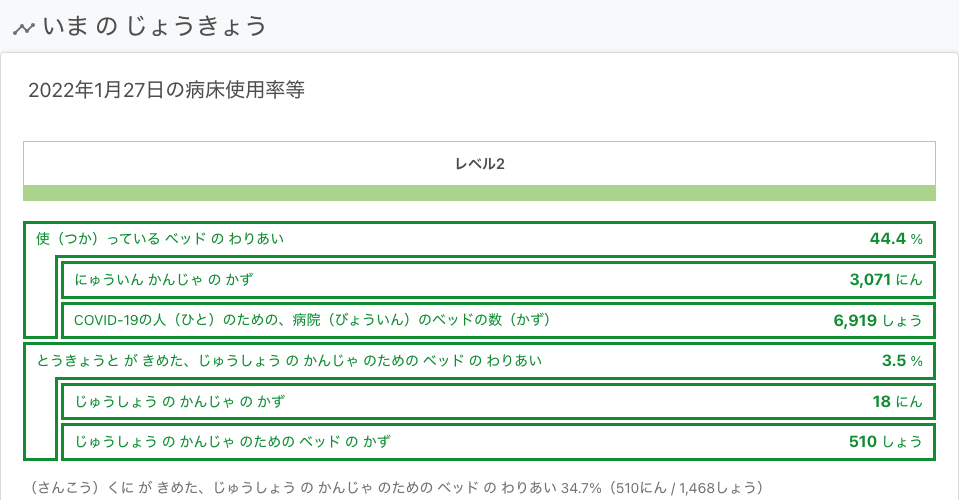 いま の じょうきょう
2022年1月27日の病床使用率等
レベル2
使（つか）っている ベッド の わりあい 44.4 %
にゅういん かんじゃ の かず 3,071 にん
COVID-19の人（ひと）のための、病院（びょういん）のベッドの数（かず） 6,919 しょう
とうきょうと が きめた、じゅうしょう の かんじゃ のための ベッド の わりあい 3.5 %
じゅうしょう の かんじゃ の かず 18 にん
じゅうしょう の かんじゃ のための ベッド の かず 510 しょう
（さんこう）くに が きめた、じゅうしょう の かんじゃ のための ベッド の わりあい 34.7%（510にん / 1,468しょう）